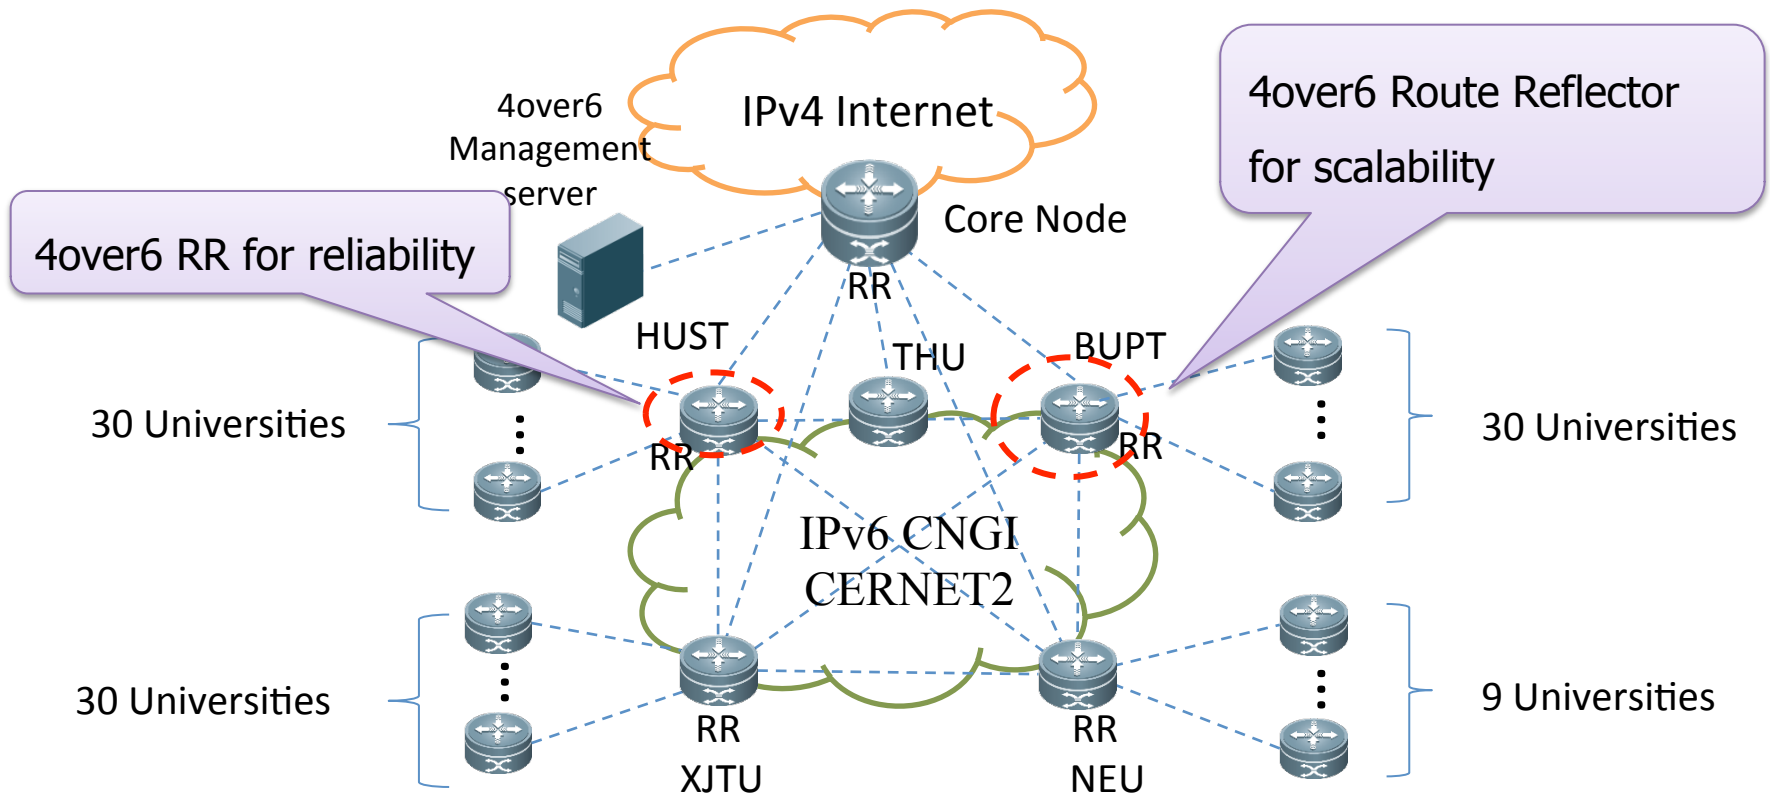 IPv4 Internet
4over6
Management
server
4over6 Route Reflector
for scalability
4over6 RR for reliability
Core Node
RR
HUST
THU
BUPT
30 Universities
30 Universities
RR
RR
IPv6 CNGI
CERNET2
30 Universities
9 Universities
RR
XJTU
RR
NEU